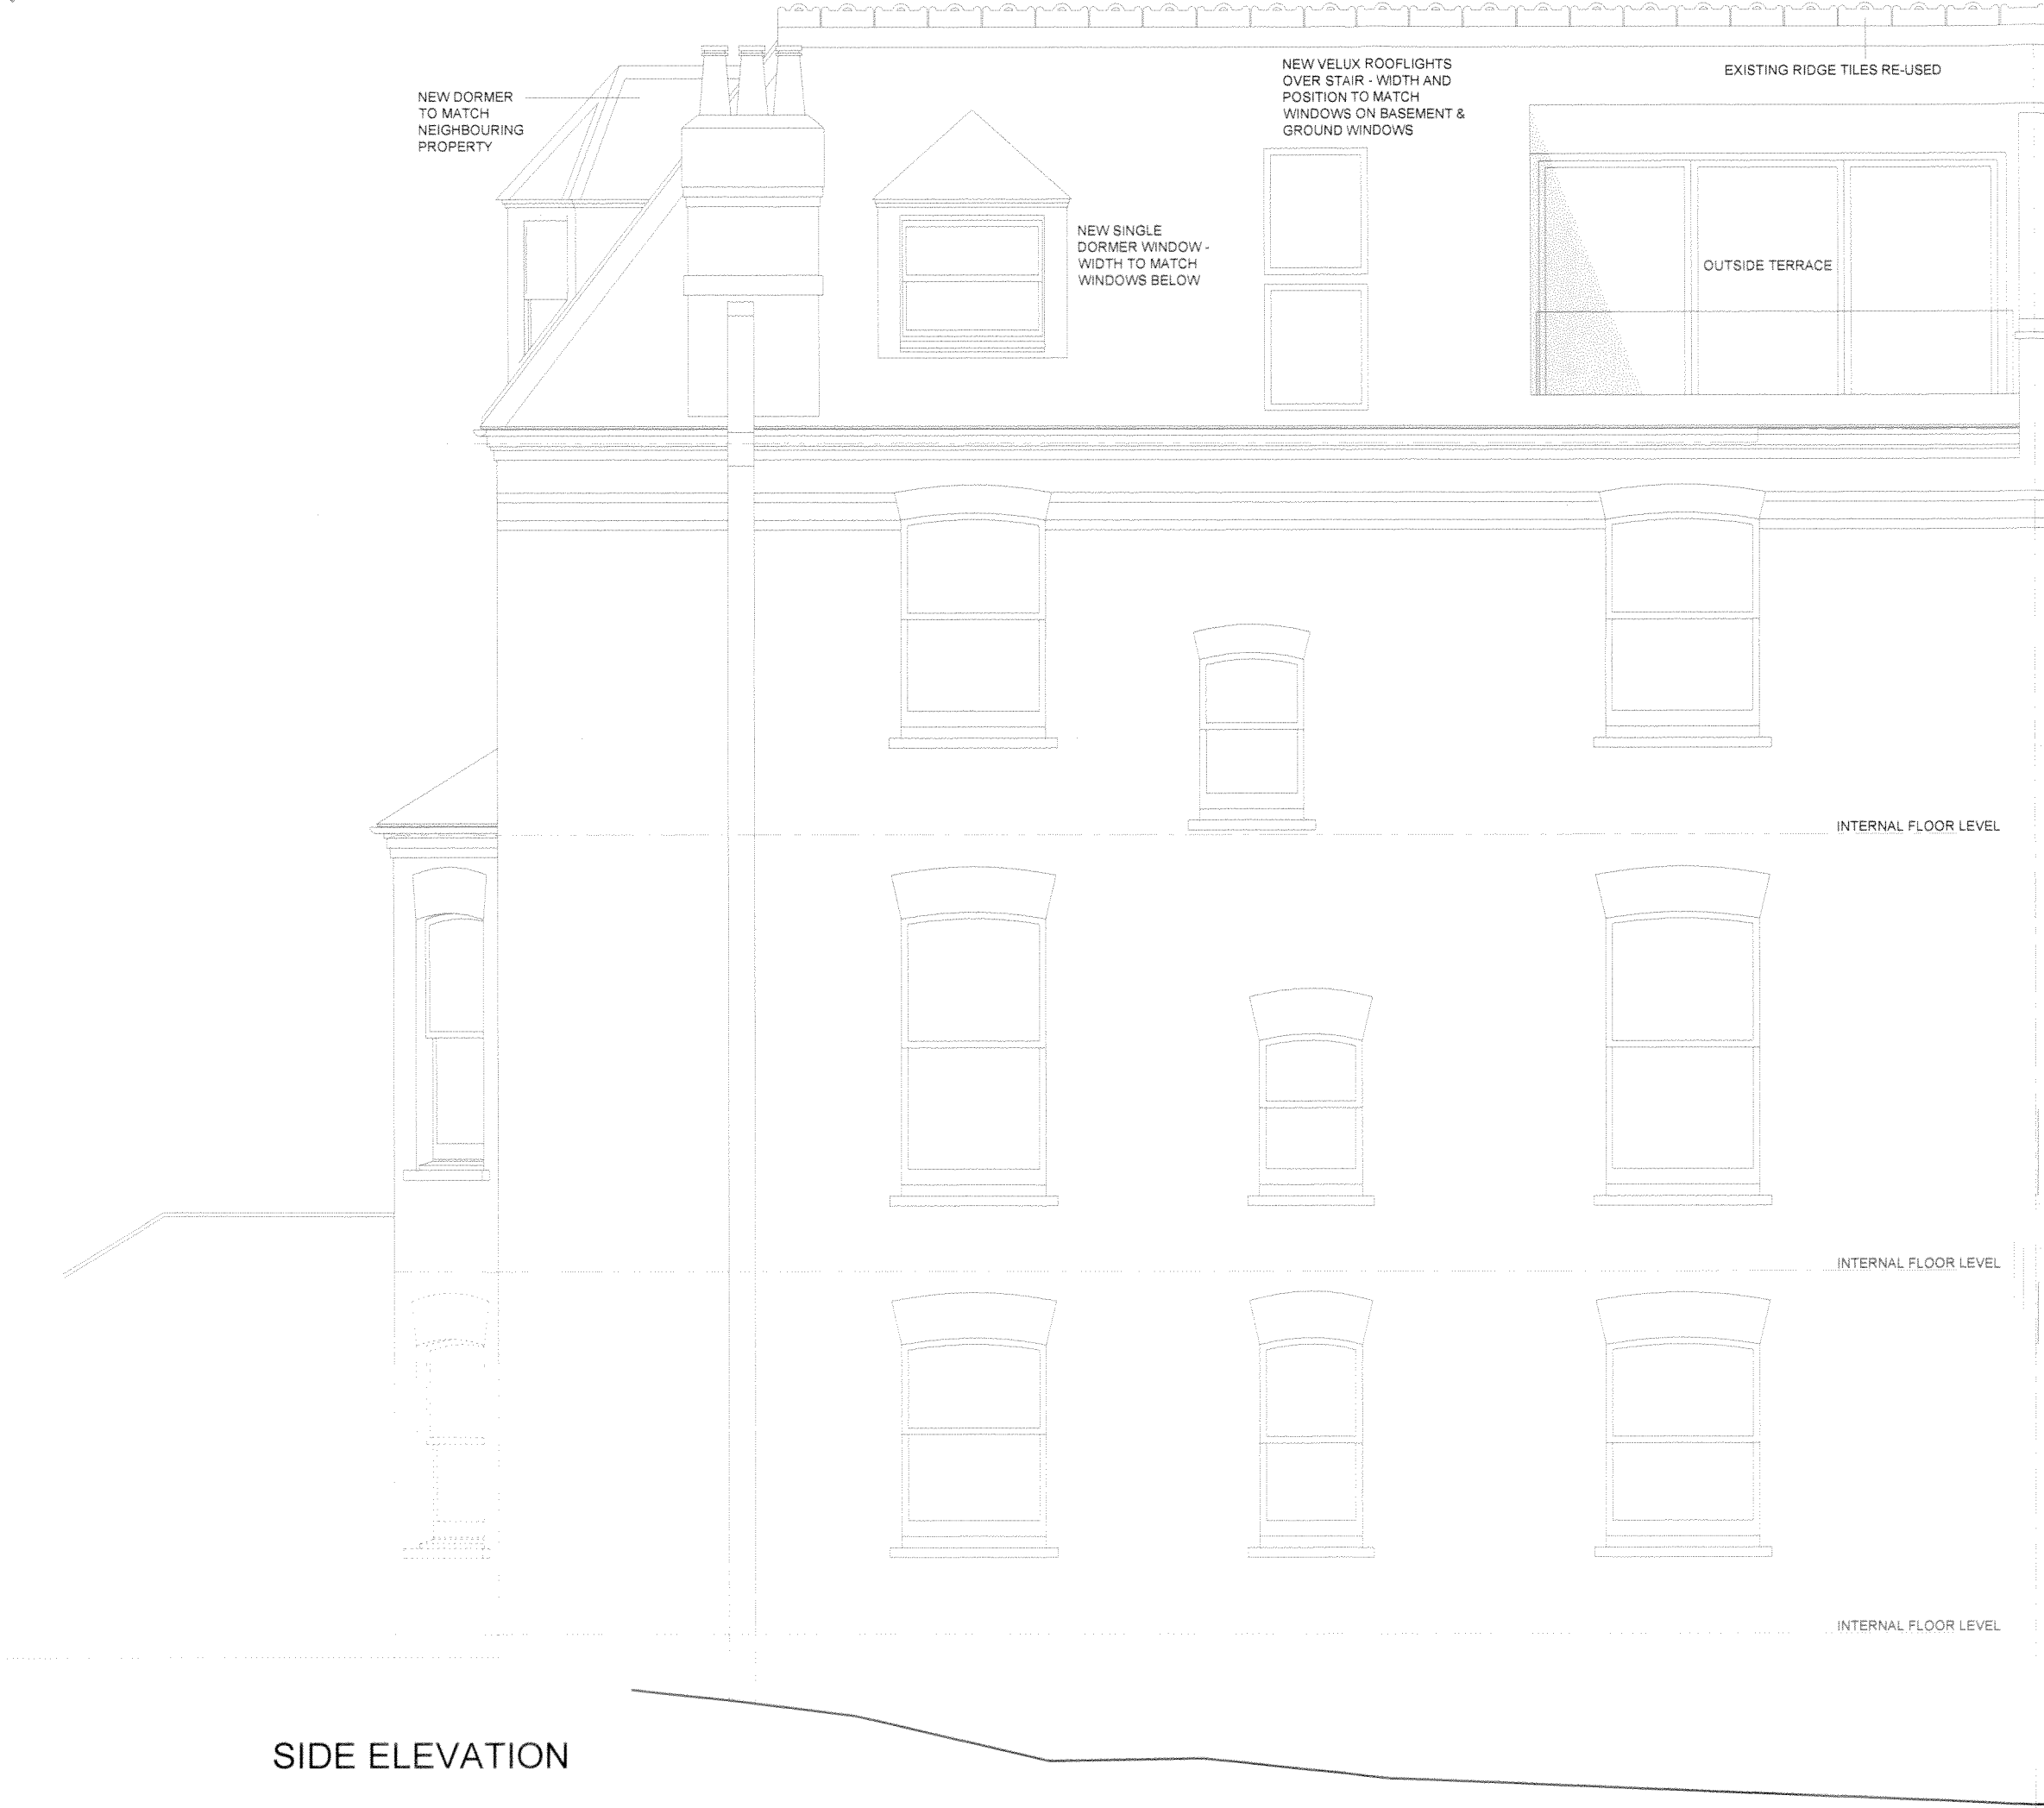 NEW DORMER
TO MATCH
NEIGHBOURING
PROPERTY
NEW VELUX ROOFLIGHTS
OVER STAIR - WIDTH AND
POSITION TO MATCH
WINDOWS ON BASEMENT &
GROUND WINDOWS
EXISTING RIDGE TILES RE-USED
NEW SINGLE
DORMER WINDOW -
WIDTH TO MATCH
WINDOWS BELOW
OUTSIDE TERRACE
INTERNAL FLOOR LEVEL
INTERNAL FLOOR LEVEL
INTERNAL FLOOR LEVEL
SIDE ELEVATION